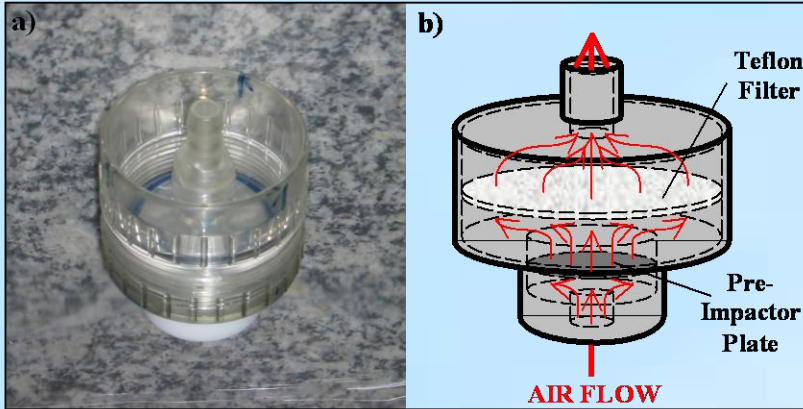 a)
b)
Teflon
Filter
Pre-
Impactor
Plate
AIR FLOW